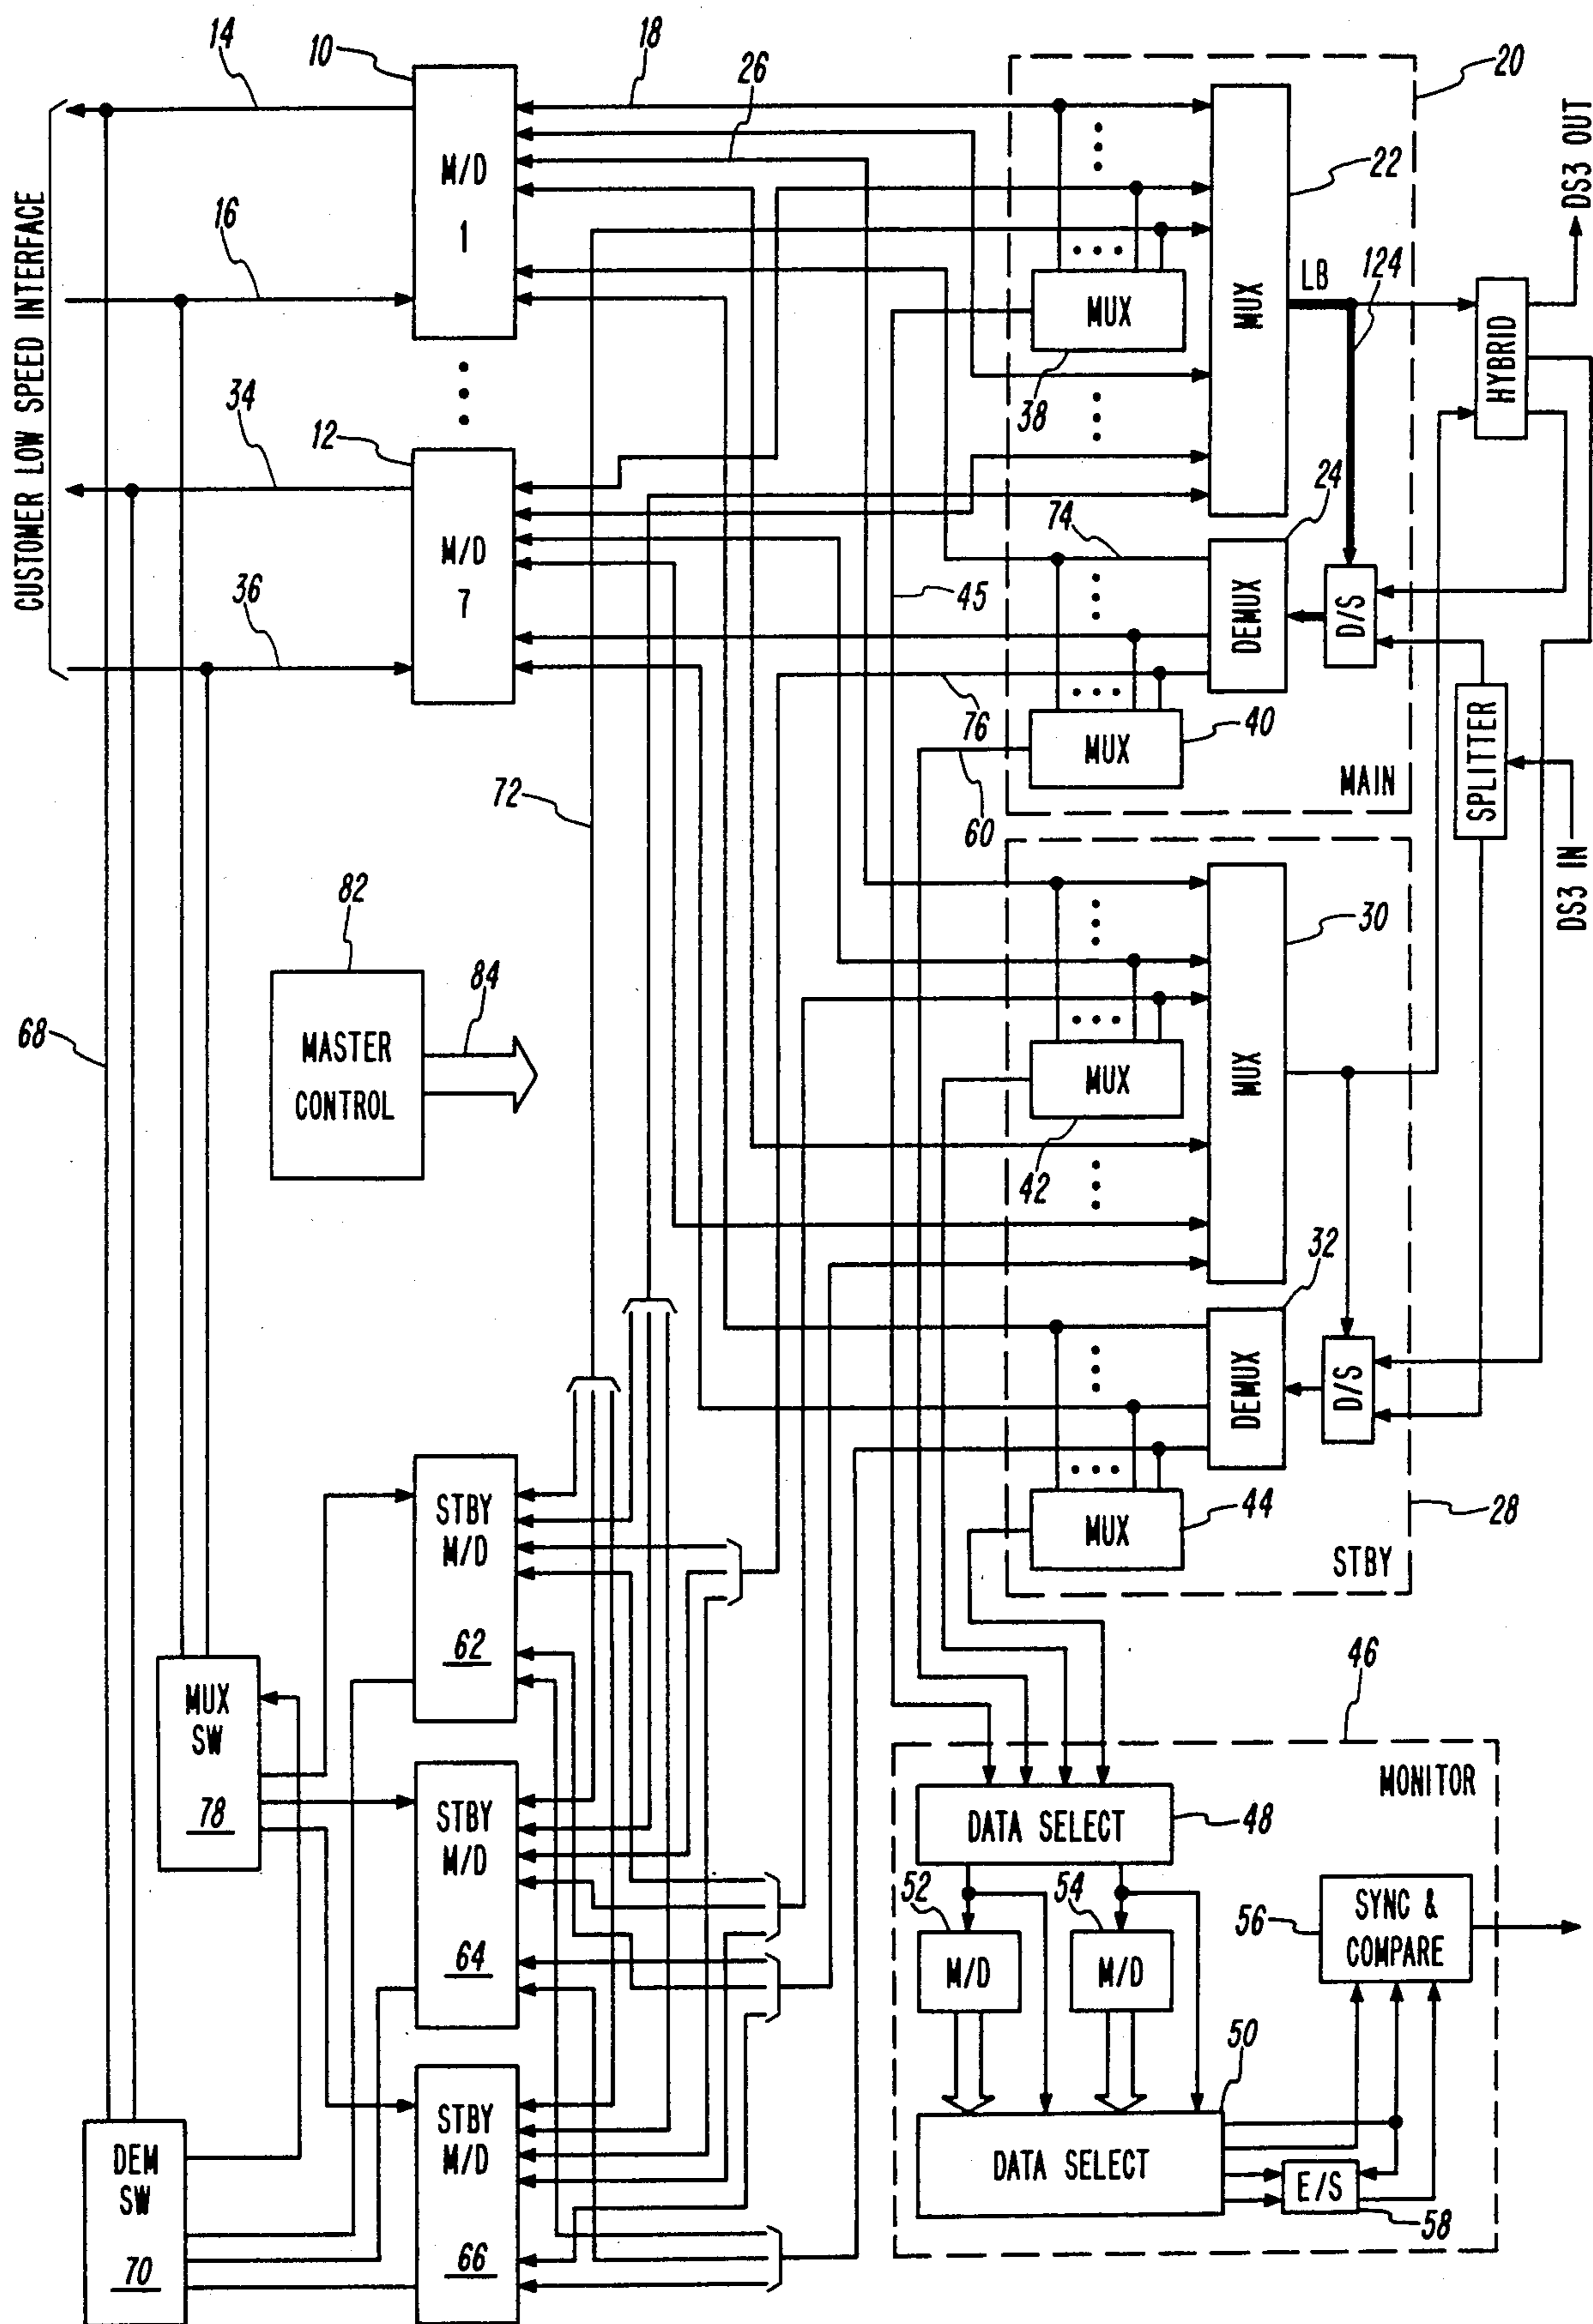 14
10
18
26
20
DS3 OUT
CUSTOMER LOW SPEED INTERFACE
M/D
1
22
16
LB
124
MUX
MUX
HYBRID
38
34
12
24
74
M/D
7
45
DEMUX
D/S
36
76
40
MUX
72
60
MAIN
SPLITTER
DS3 IN
82
84
30
68
MASTER
CONTROL
MUX
MUX
42
32
DEMUX
D/S
44
28
MUX
STBY
STBY
M/D
62
46
MUX
SW
78
MONITOR
STBY
M/D
64
DATA SELECT
48
52
54
56
SYNC &
COMPARE
M/D
M/D
50
STBY
M/D
66
DATA SELECT
E/S
58
DEM
SW
70